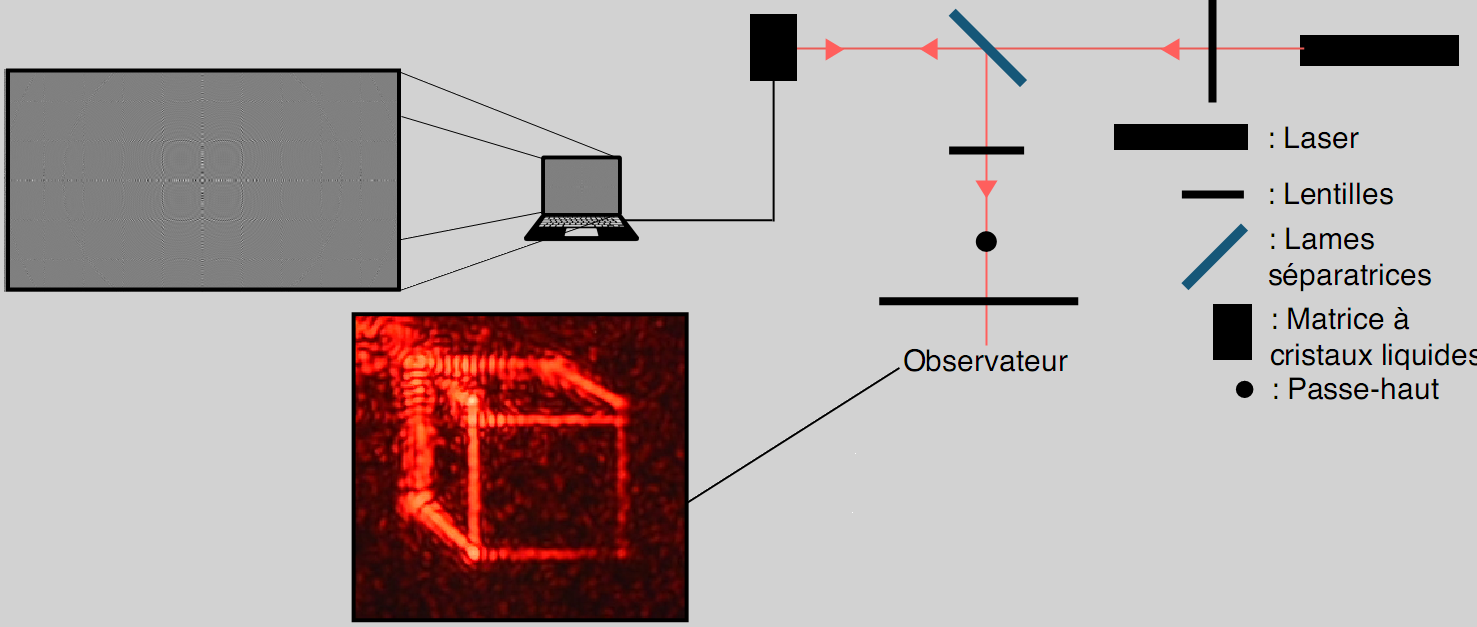 : Laser
: Lentilles
: Lames
séparatrices
: Matrice à
cristaux liquides
: Passe-haut
Observateur